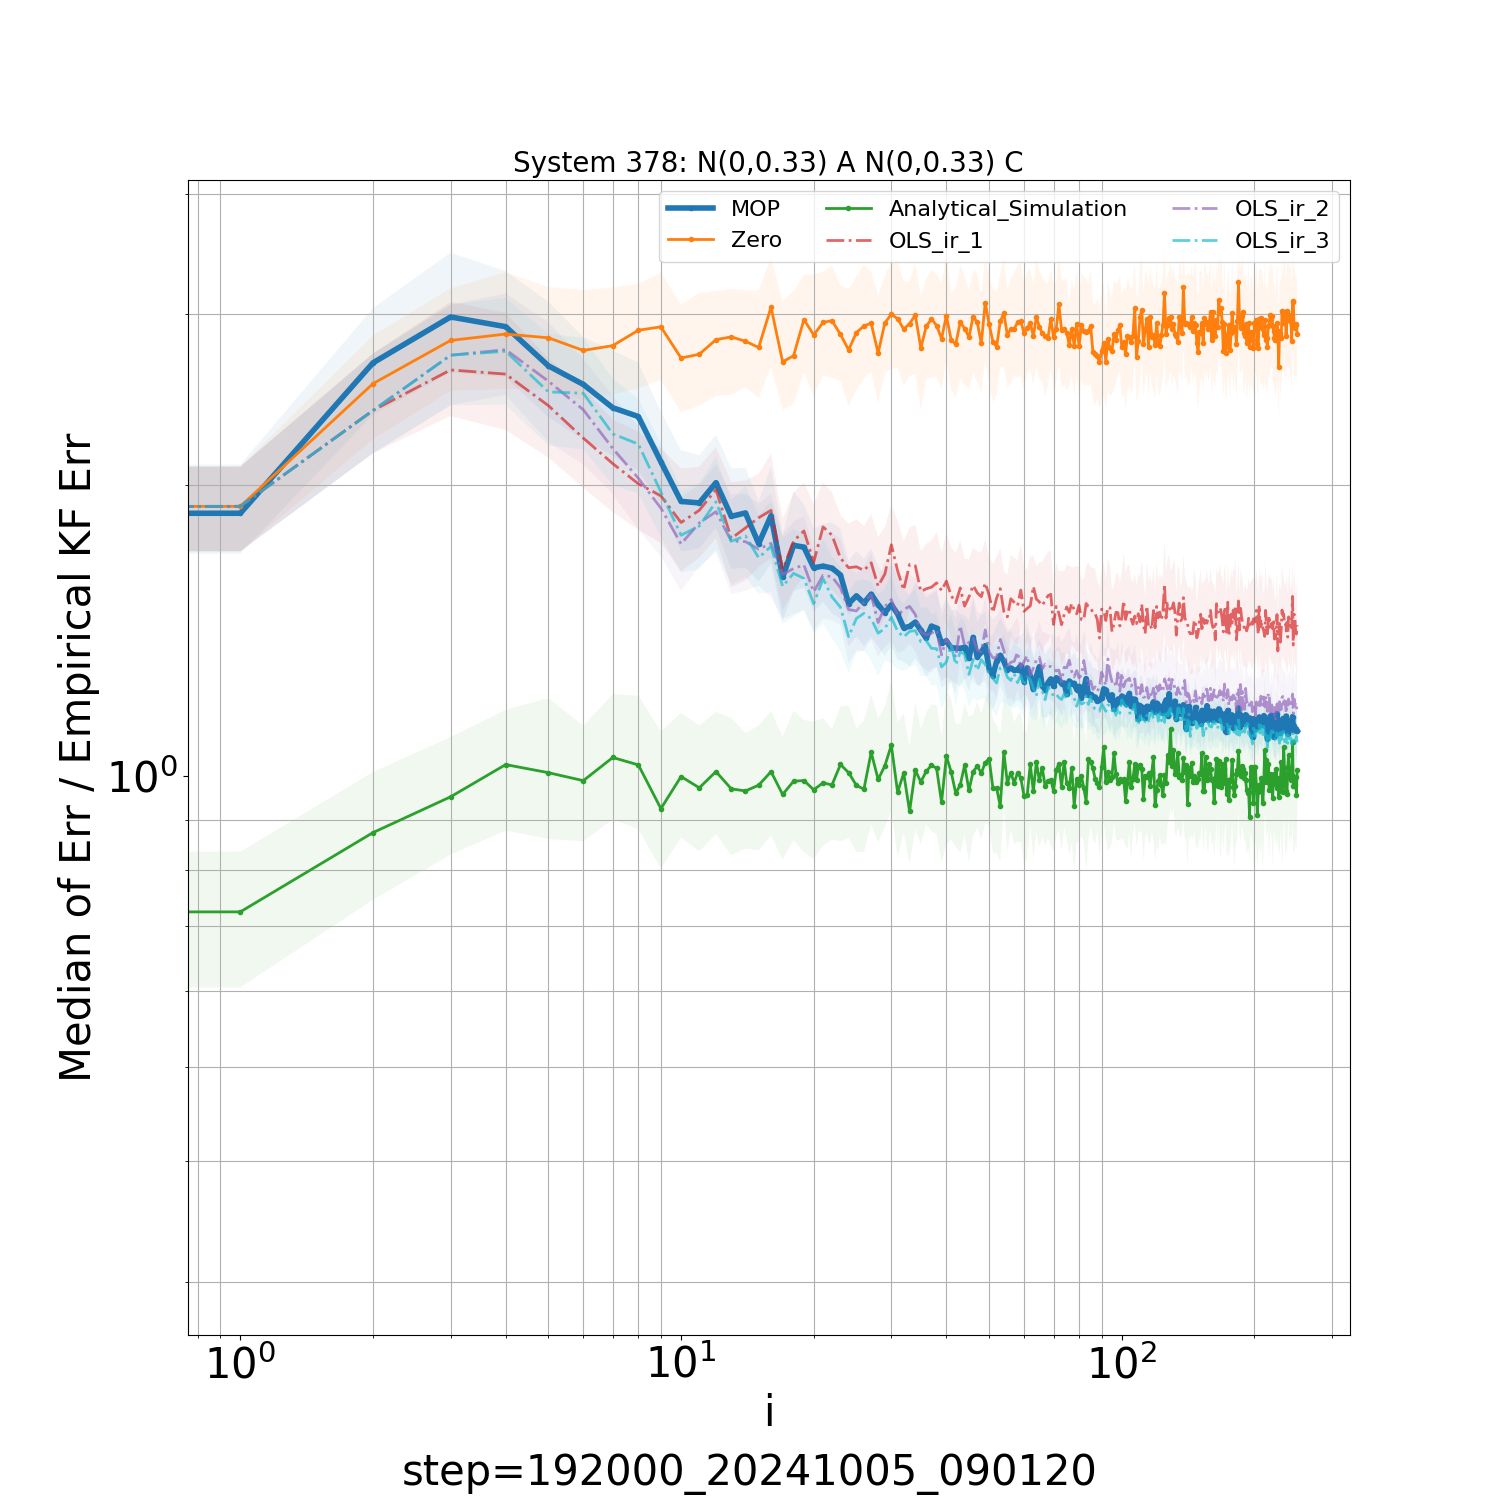 System 378: N(0,0.33) A N(0,0.33) C
MOP
Zero
Analytical_Simulation
OLS_ir_1
OLS_ir_2
OLS_ir_3
Median of Err / Empirical KF Err
10⁰
10⁰
10¹
10²
i
step=192000_20241005_090120